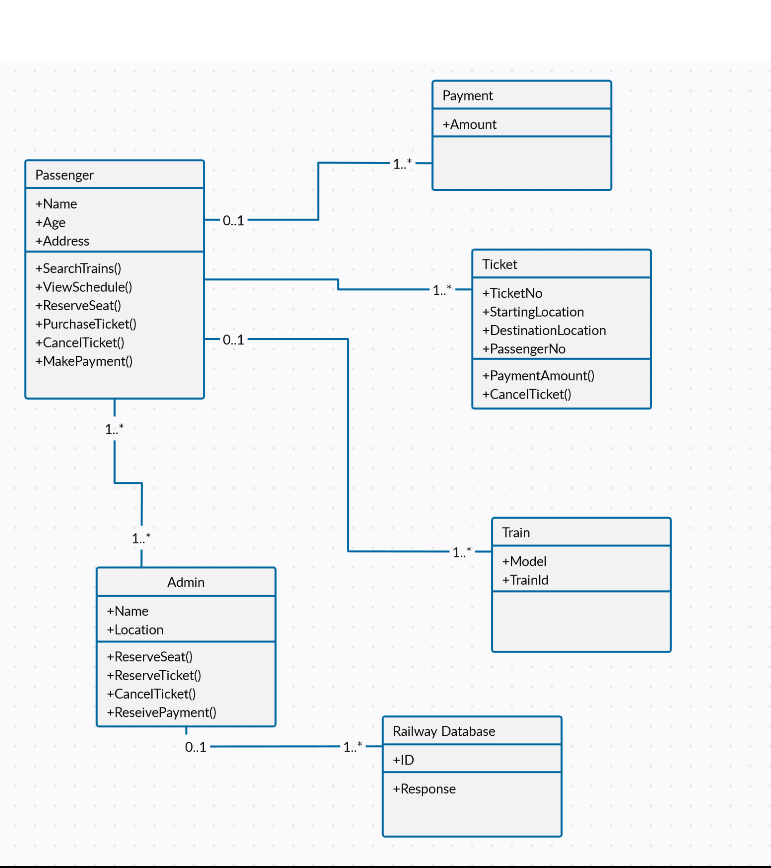 Payment
+Amount
1..*
Passenger
+Name
+Age
+Address
0..1
+SearchTrains()
+ViewSchedule()
+ReserveSeat()
+PurchaseTicket()
+CancelTicket()
+MakePayment()
Ticket
1..*
+TicketNo
+StartingLocation
+DestinationLocation
+PassengerNo
+PaymentAmount()
+CancelTicket()
0..1
1..*
1..*
Train
1..*
+Model
+TrainId
Admin
+Name
+Location
+ReserveSeat()
+ReserveTicket()
+CancelTicket()
+ReseivePayment()
0..1
1..*
Railway Database
+ID
+Response